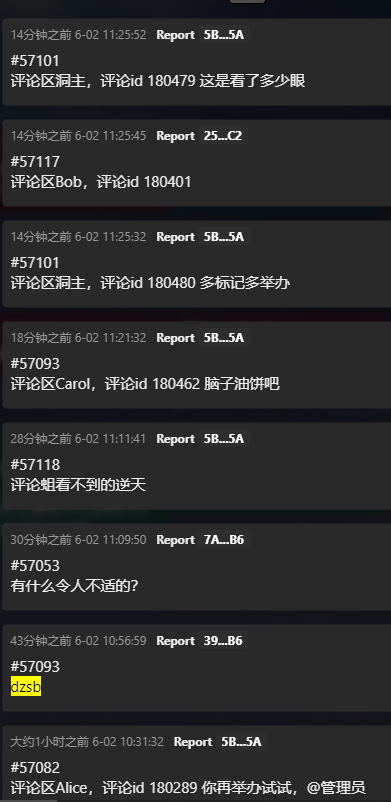 14分钟之前 6-02 11:25:52 Report 5B...5A
#57101
评论区洞主，评论id 180479 这是看了多少眼
14分钟之前 6-02 11:25:45 Report 25...C2
#57117
评论区Bob，评论id 180401
14分钟之前 6-02 11:25:32 Report 5B...5A
#57101
评论区洞主，评论id 180480 多标记多举办
18分钟之前 6-02 11:21:32 Report 5B...5A
#57093
评论区Carol，评论id 180462 脑子油饼吧
28分钟之前 6-02 11:11:41 Report 5B...5A
#57118
评论蛆看不到的逆天
30分钟之前 6-02 11:09:50 Report 7A...B6
#57053
有什么令人不适的？
43分钟之前 6-02 10:56:59 Report 39...B6
#57093
dzsb
大约1小时之前 6-02 10:31:32 Report 5B...5A
#57082
评论区Alice，评论id 180289 你再举办试试，@管理员